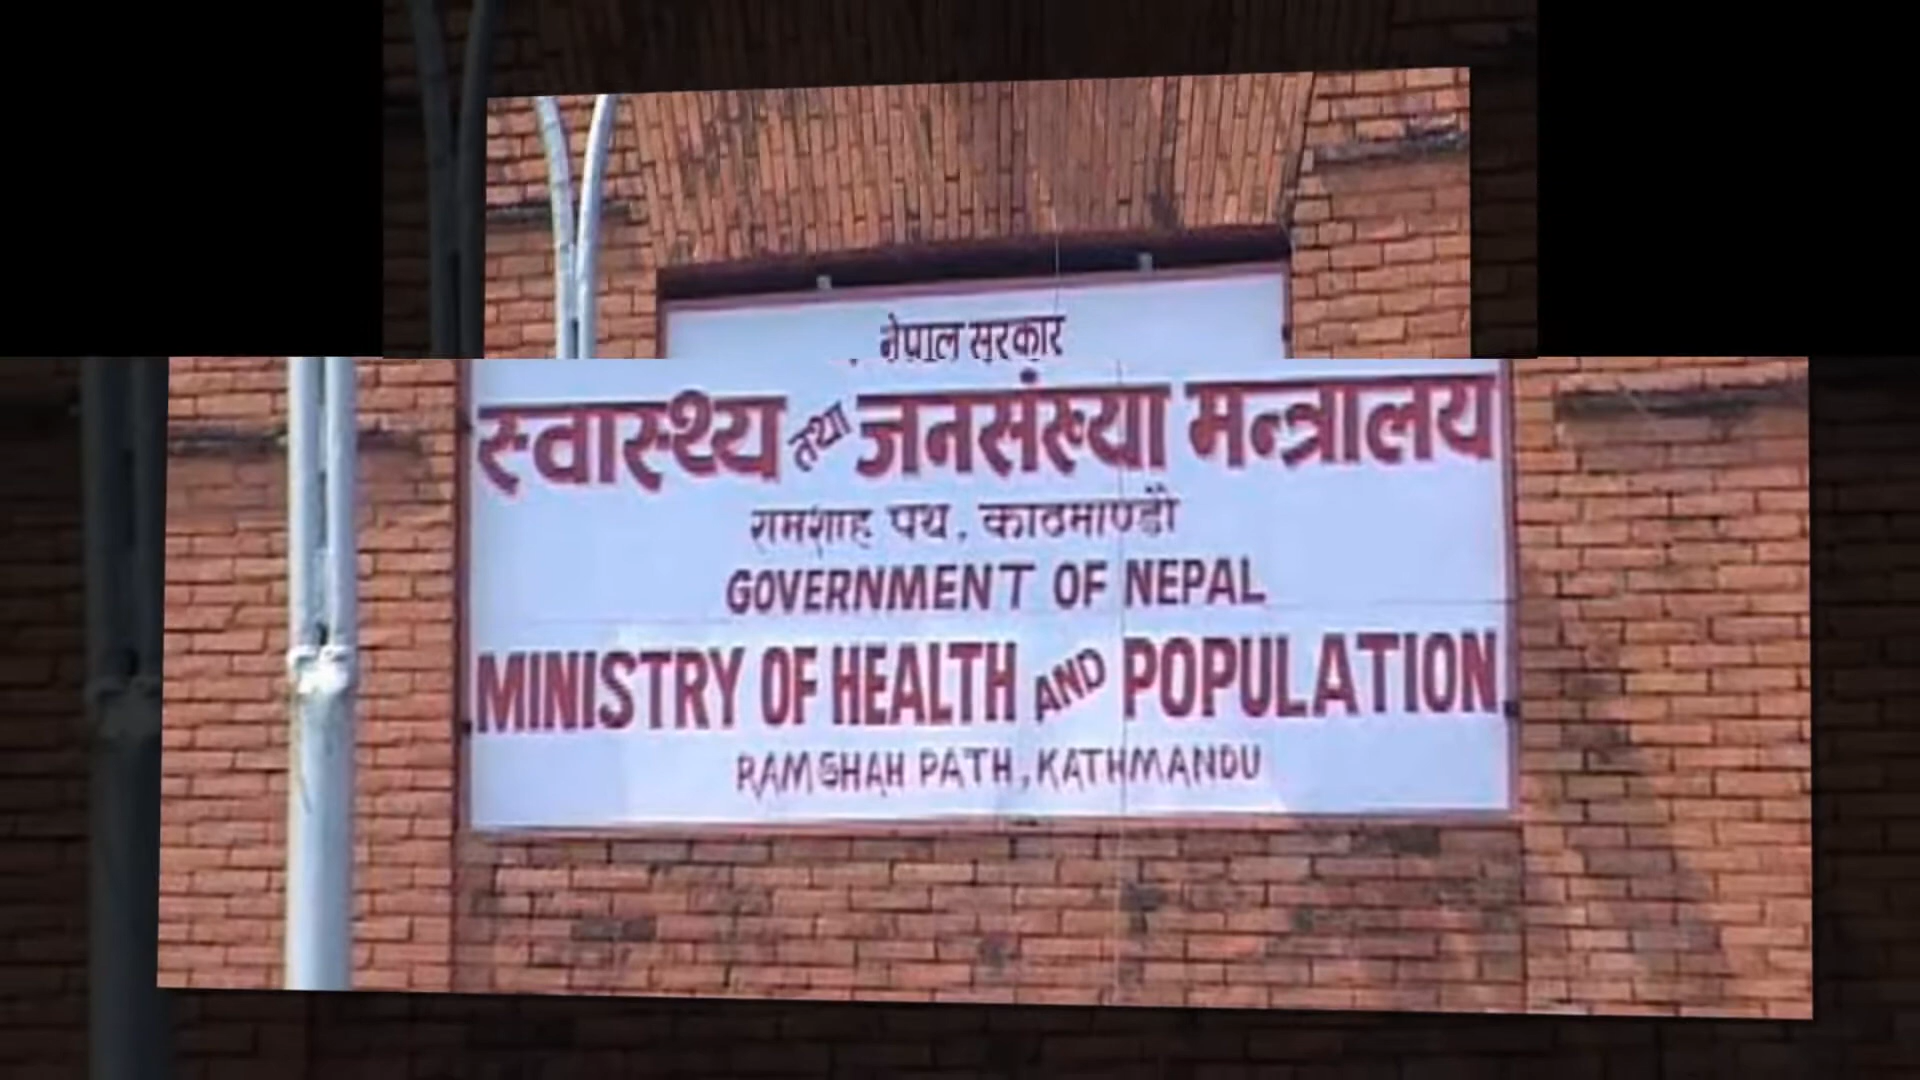 नेपाल सरकार
स्वास्थ्य तथा जनसंख्या मन्त्रालय
रामशाह पथ, काठमाण्डौ
GOVERNMENT OF NEPAL
MINISTRY OF HEALTH AND POPULATION
RAMSHAH PATH, KATHMANDU